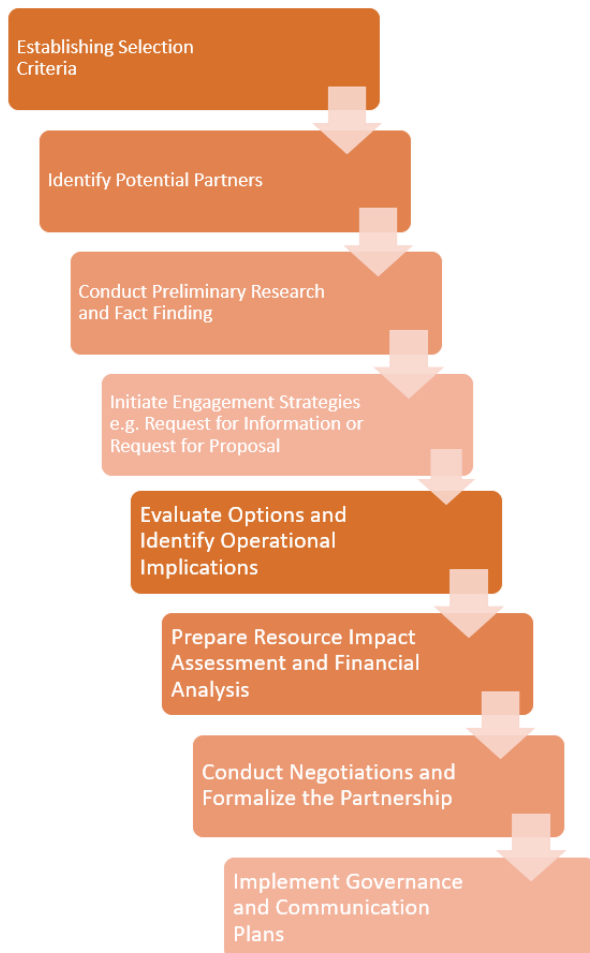 Establishing Selection
Criteria
Identify Potential Partners
Conduct Preliminary Research
and Fact Finding
Initiate Engagement Strategies
e.g. Request for Information or
Request for Proposal
Evaluate Options and
Identify Operational
Implications
Prepare Resource Impact
Assessment and Financial
Analysis
Conduct Negotiations and
Formalize the Partnership
Implement Governance
and Communication
Plans